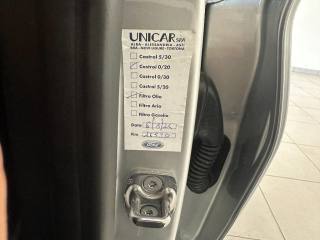 UNICAR SPA
ALBA - ALESSANDRIA - ASTI
BRA - NOVI LIGURE - TORTONA
Castrol 5/30
Castrol 0/20
Castrol 0/30
Castrol 5/20
Filtro Olio
Filtro Aria
Filtro Gasolio
Data
Km
Ford